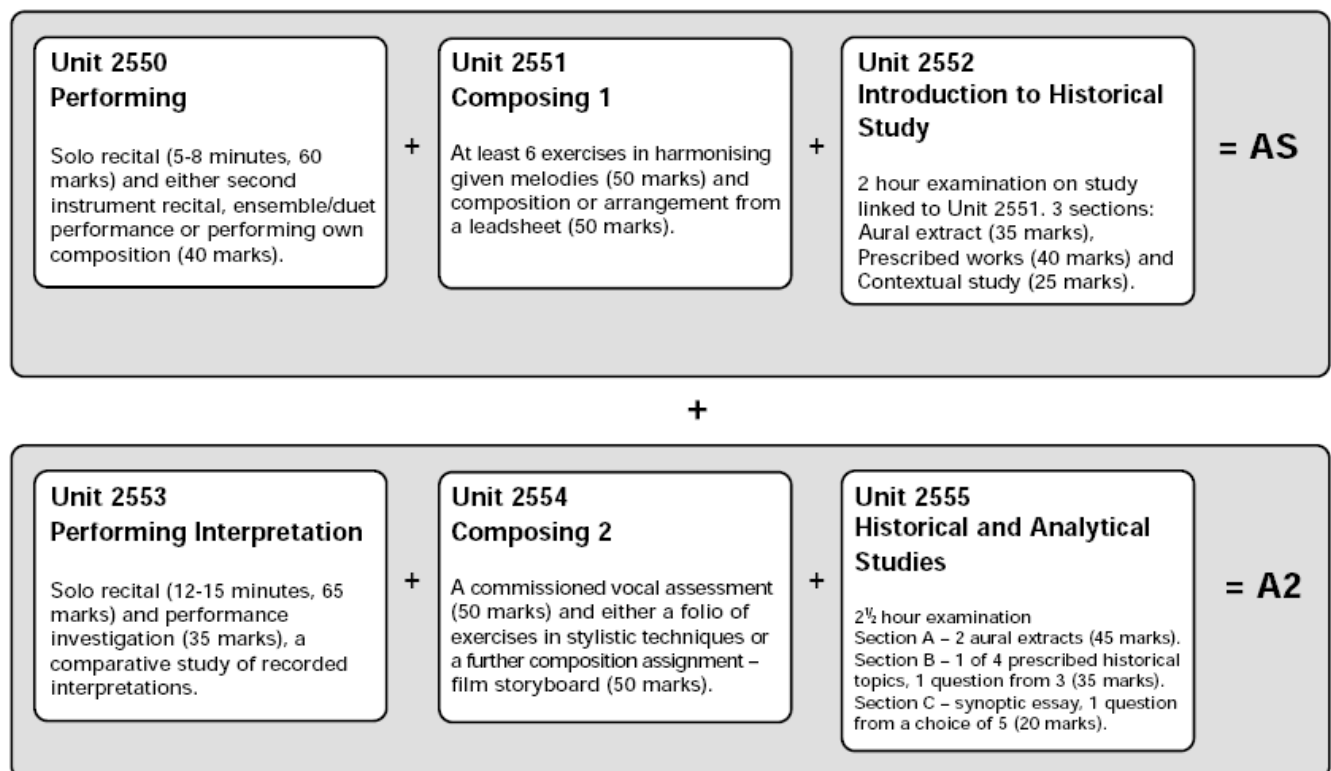 Unit 2550
Performing
Solo recital (5-8 minutes, 60
marks) and either second
instrument recital, ensemble/duet
performance or performing own
composition (40 marks).
+
Unit 2551
Composing 1
At least 6 exercises in harmonising
given melodies (50 marks) and
composition or arrangement from
a leadsheet (50 marks).
+
Unit 2552
Introduction to Historical
Study
2 hour examination on study
linked to Unit 2551. 3 sections:
Aural extract (35 marks),
Prescribed works (40 marks) and
Contextual study (25 marks).
= AS
+
Unit 2553
Performing Interpretation
Solo recital (12-15 minutes, 65
marks) and performance
investigation (35 marks), a
comparative study of recorded
interpretations.
+
Unit 2554
Composing 2
A commissioned vocal assessment
(50 marks) and either a folio of
exercises in stylistic techniques or
a further composition assignment –
film storyboard (50 marks).
+
Unit 2555
Historical and Analytical
Studies
2½ hour examination
Section A – 2 aural extracts (45 marks).
Section B – 1 of 4 prescribed historical
topics, 1 question from 3 (35 marks).
Section C – synoptic essay, 1 question
from a choice of 5 (20 marks).
= A2